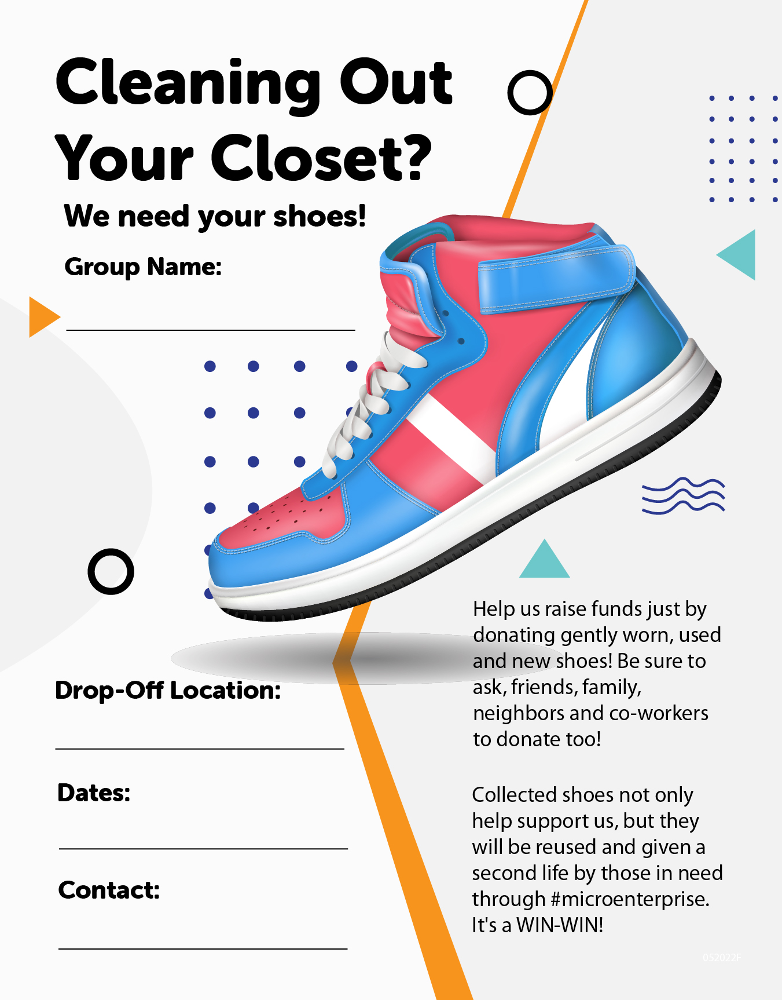 Cleaning Out
Your Closet?
We need your shoes!
Group Name:
Help us raise funds just by
donating gently worn, used
and new shoes! Be sure to
ask, friends, family,
neighbors and co-workers
to donate too!
Drop-Off Location:
Dates:
Contact:
Collected shoes not only
help support us, but they
will be reused and given a
second life by those in need
through #microenterprise.
It's a WIN-WIN!
052022F